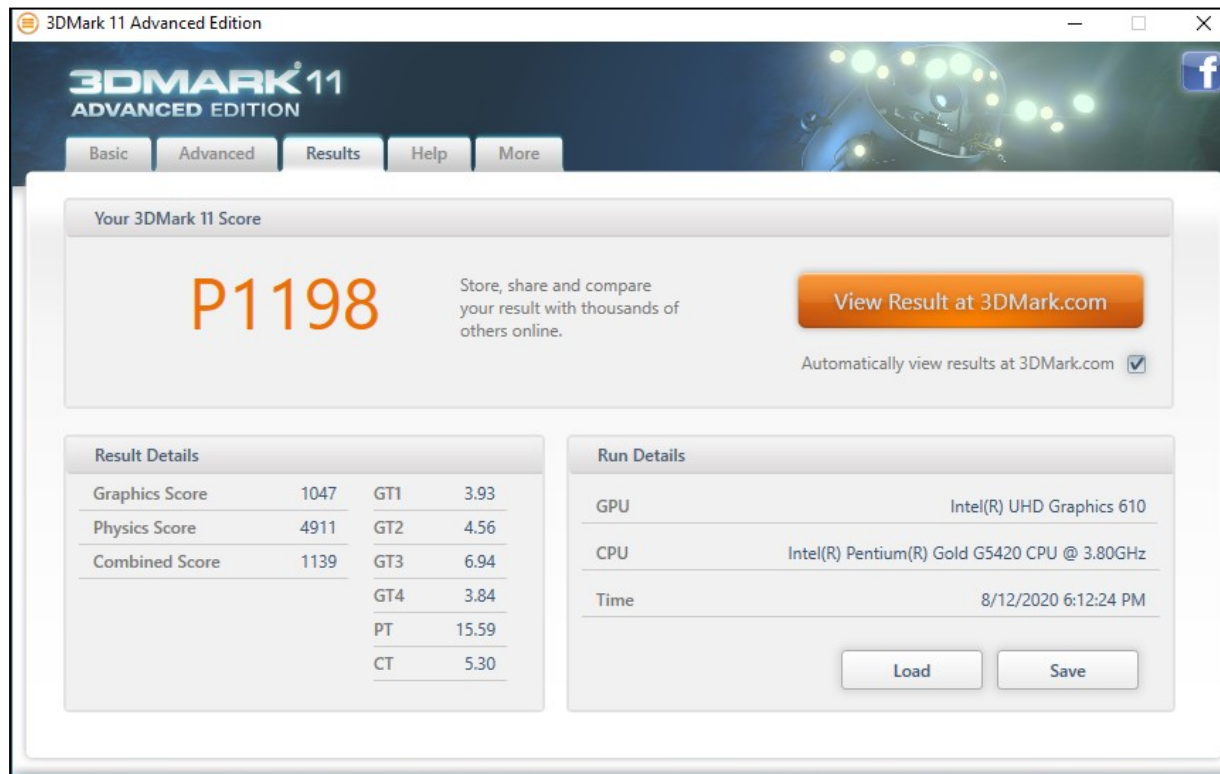 3DMark 11 Advanced Edition
3DMARK® 11
ADVANCED EDITION
Basic Advanced Results Help More
Your 3DMark 11 Score
P1198
Store, share and compare
your result with thousands of
others online.
View Result at 3DMark.com
Automatically view results at 3DMark.com
Result Details
Graphics Score 1047 GT1 3.93
Physics Score 4911 GT2 4.56
Combined Score 1139 GT3 6.94
GT4 3.84
PT 15.59
CT 5.30
Run Details
GPU Intel(R) UHD Graphics 610
CPU Intel(R) Pentium(R) Gold G5420 CPU @ 3.80GHz
Time 8/12/2020 6:12:24 PM
Load Save